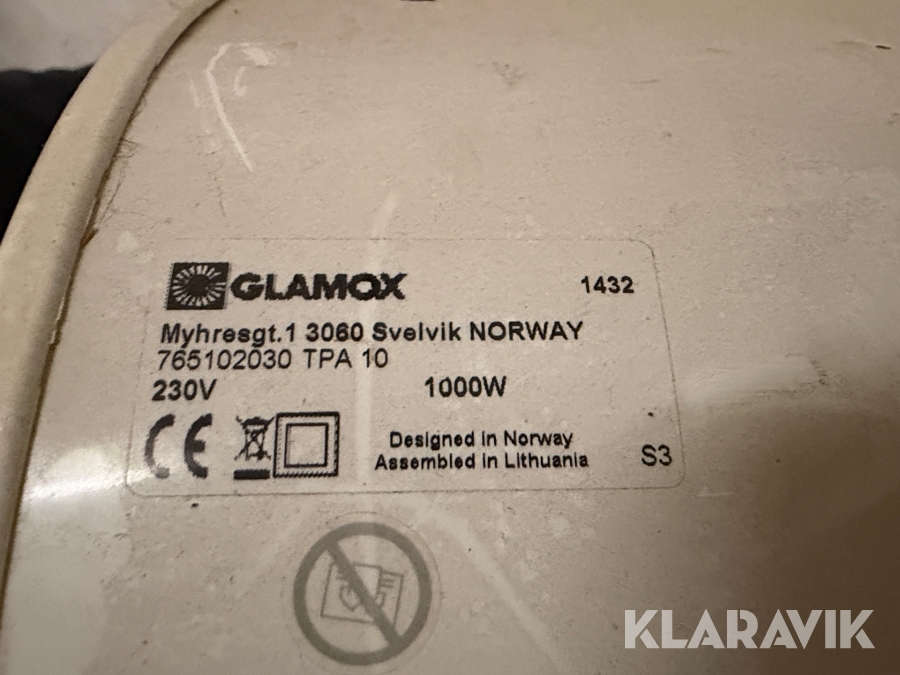 GLAMOX 1432
Myhresgt.1 3060 Svelvik NORWAY
765102030 TPA 10
230V 1000W
CE
Designed in Norway
Assembled in Lithuania S3
KLARAVIK